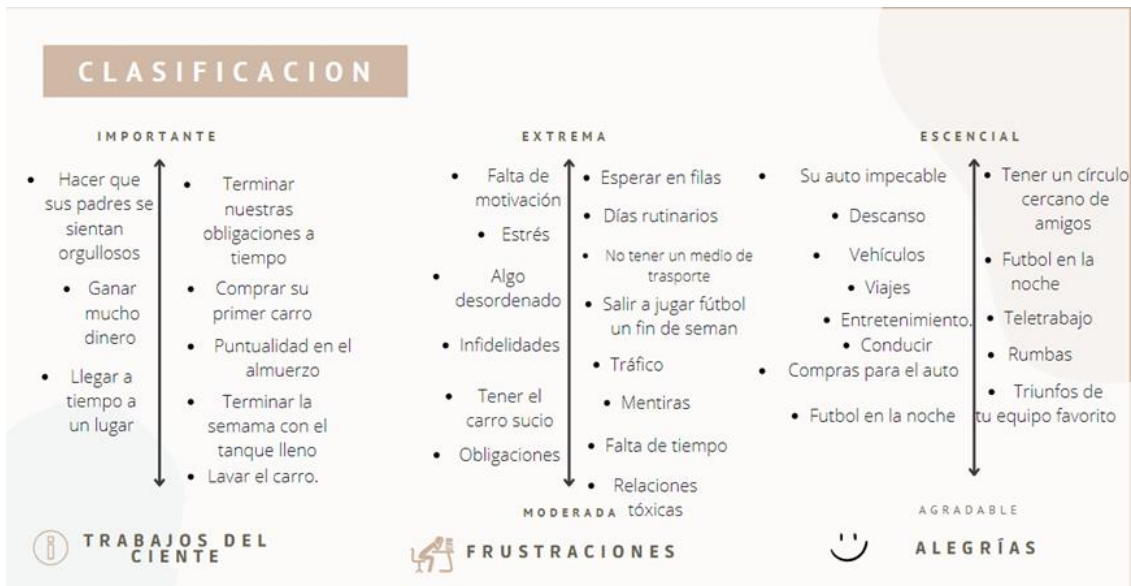 CLASIFICACION
IMPORTANTE
• Hacer que
sus padres se
sientan
orgullosos
• Ganar
mucho
dinero
• Llegar a
tiempo a
un lugar
• Terminar
nuestras
obligaciones a
tiempo
• Comprar su
primer carro
• Puntualidad en el
almuerzo
• Terminar la
semama con el
tanque lleno
• Lavar el carro.
TRABAJOS DEL
CIENTE
EXTREMA
• Falta de
motivación
• Estrés
• Algo
desordenado
• Infidelidades
• Tener el
carro sucio
• Obligaciones
• Esperar en filas
• Días rutinarios
• No tener un medio de
trasporte
• Salir a jugar fútbol
un fin de seman
• Tráfico
• Mentiras
• Falta de tiempo
• Relaciones
tóxicas
MODERADA
FRUSTRACIONES
ESCENCIAL
• Su auto impecable
• Descanso
• Vehículos
• Viajes
• Entretenimiento.
• Conducir
• Compras para el auto
• Futbol en la noche
• Tener un círculo
cercano de
amigos
• Futbol en la
noche
• Teletrabajo
• Rumbas
• Triunfos de
tu equipo favorito
AGRADABLE
ALEGRÍAS